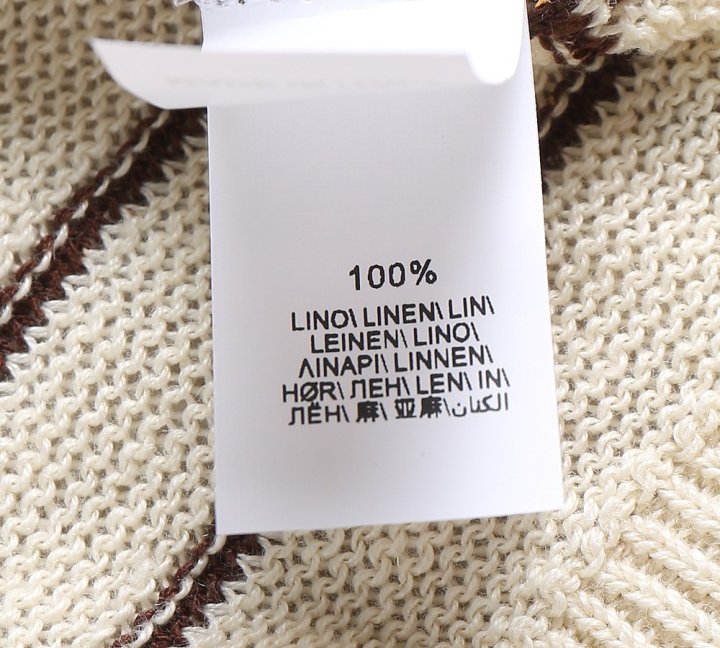 100%
LINO\ LINEN\ LIN\
LEINEN\ LINO\
ΛΙΝΑΡΙ\ LINNEN\
HØR\ ЛЕН\ LEN\ IN\
ЛЁН\ 麻\ 亚麻\الكتان